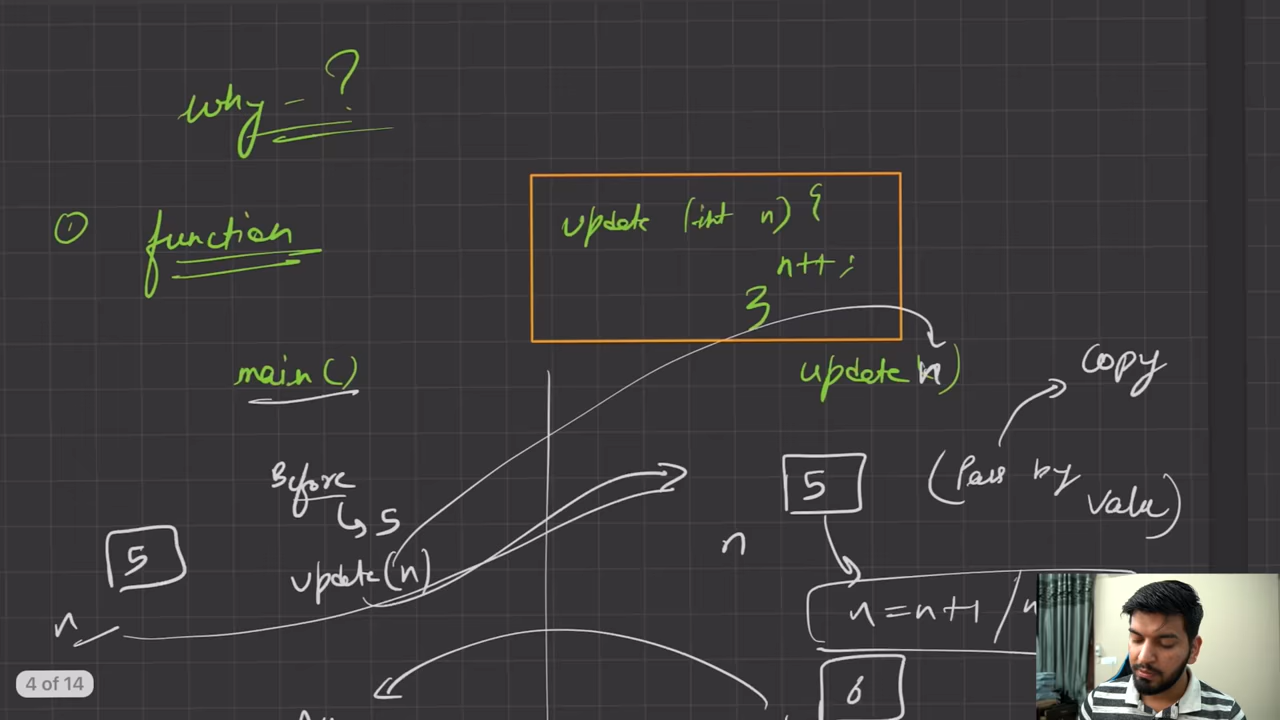 why - ?
① function
update (int n) {
n++ ;
}
main ()
update n)
Copy
Before
↳ 5
5
update (n)
n
5
n
(Pass by
value)
n = n+1 /
6
4 of 14